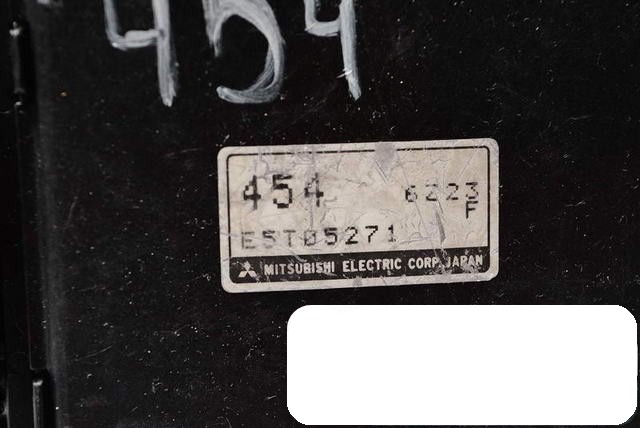 454
454 6223
F
E5T05271
MITSUBISHI ELECTRIC CORP. JAPAN